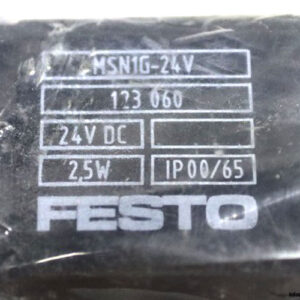 MSN1G-24V
123 060
24V DC
2,5W IP00/65
FESTO